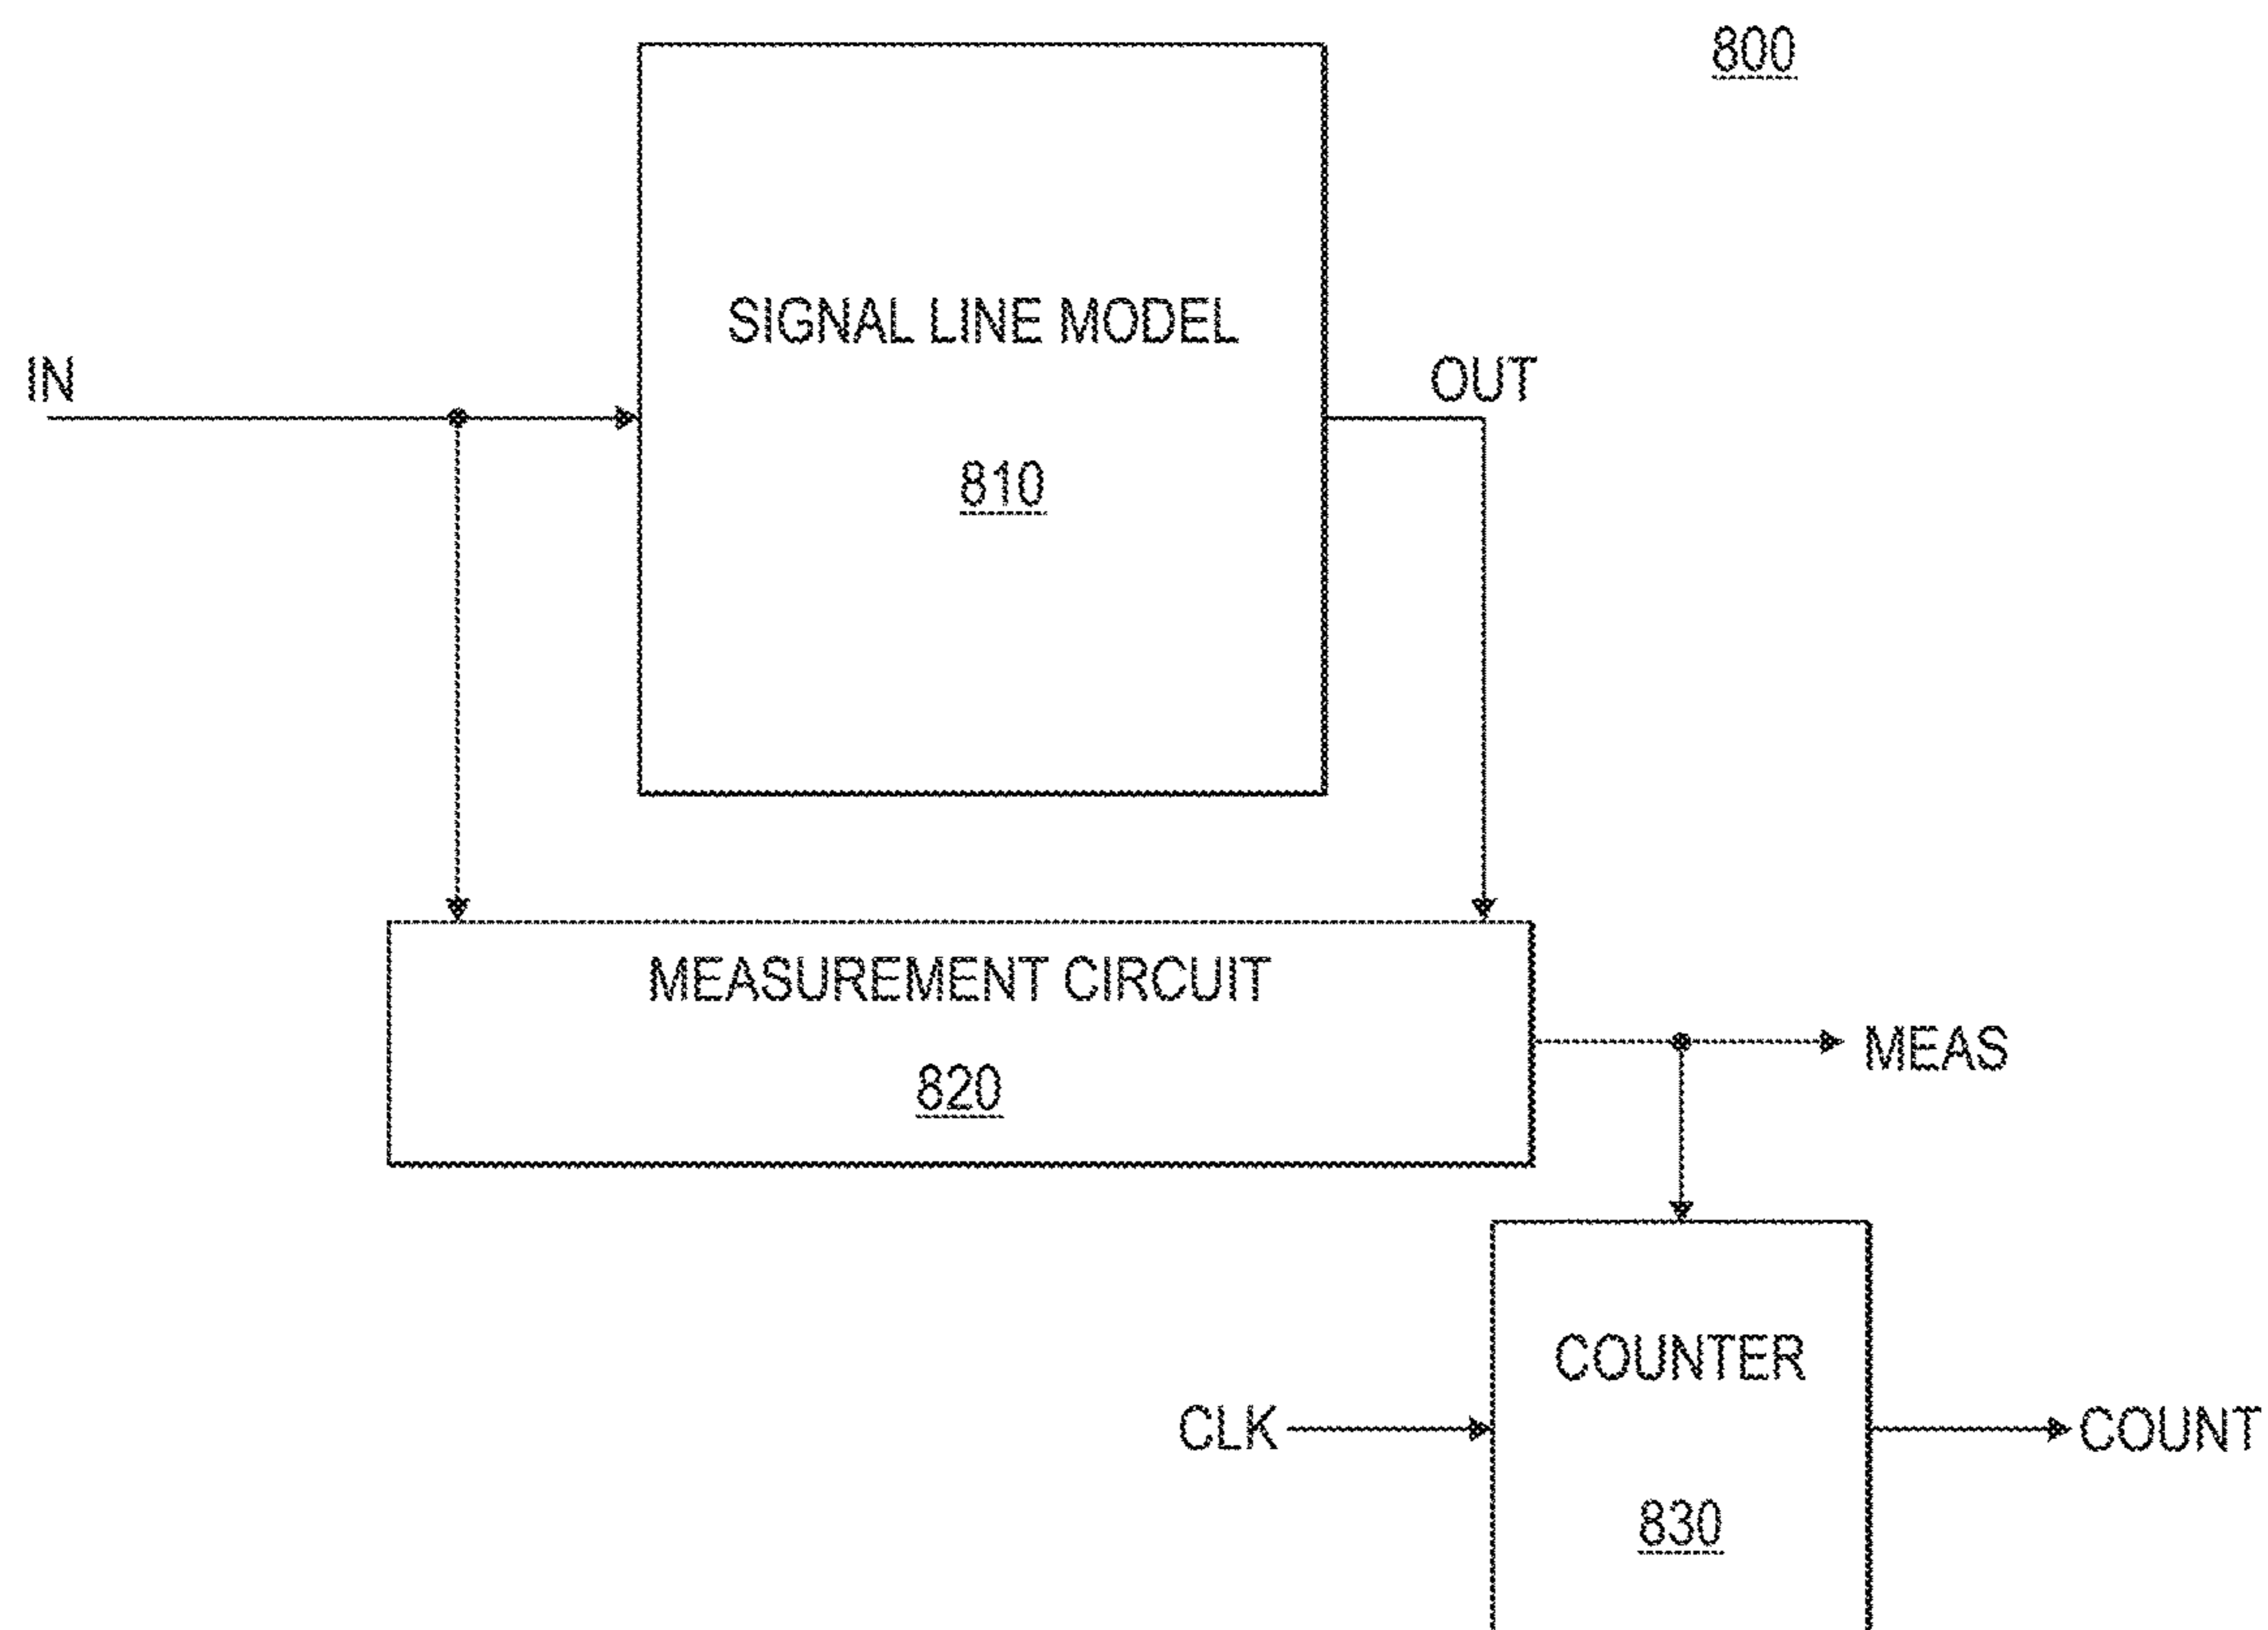 800
SIGNAL LINE MODEL
IN
OUT
810
MEASUREMENT CIRCUIT
MEAS
820
COUNTER
CLK
COUNT
830